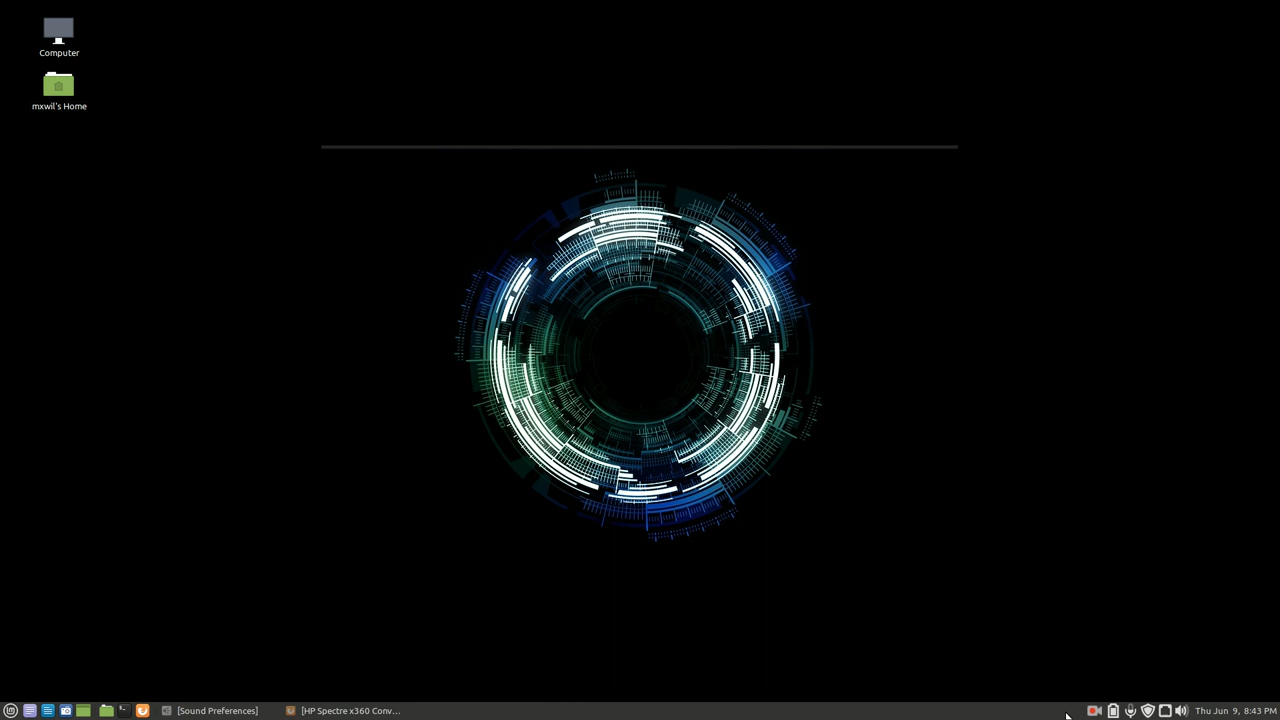 Computer
mxwil's Home
[Sound Preferences]
[HP Spectre x360 Conv...
Thu Jun 9, 8:43 PM